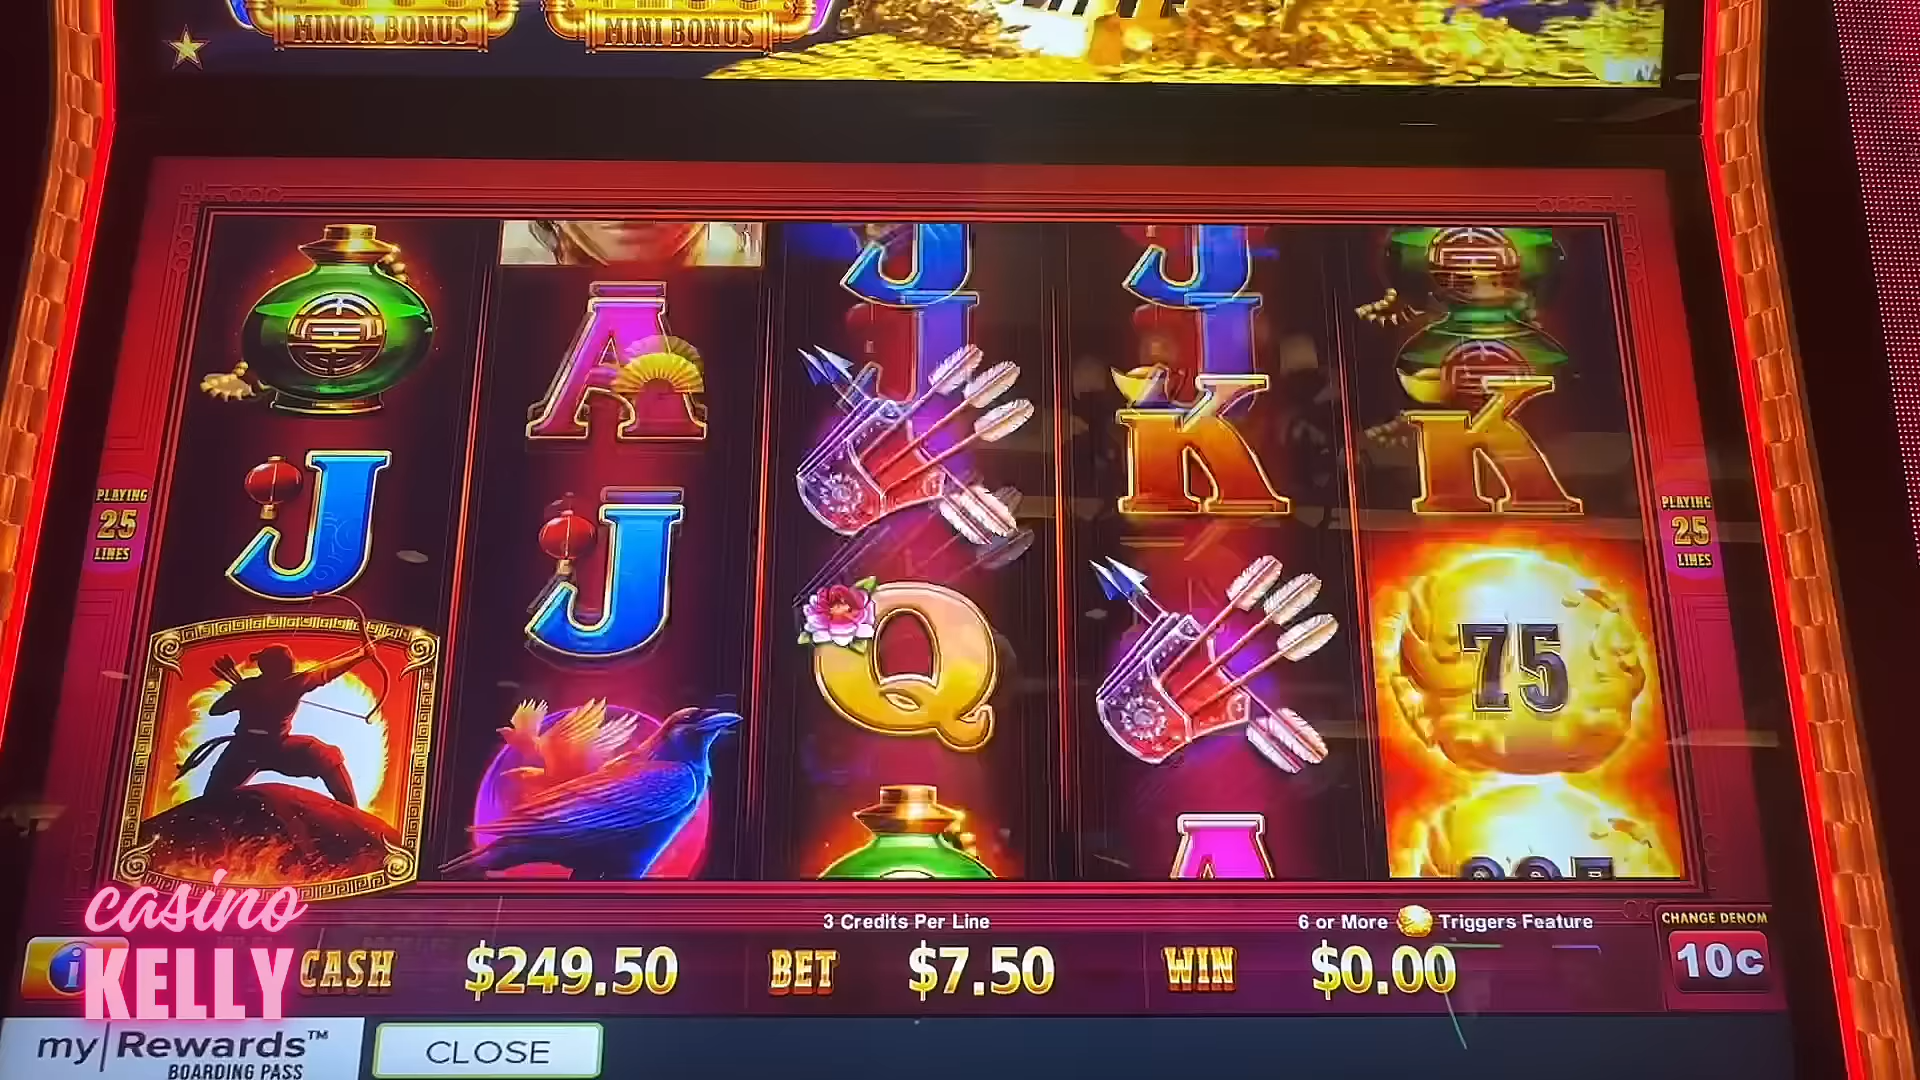 MINOR BONUS
MINI BONUS
A
J
J
K
K
J
J
Q
75
A
PLAYING
25
LINES
PLAYING
25
LINES
3 Credits Per Line
6 or More Triggers Feature
CHANGE DENOM
10¢
i
CASH $249.50
BET $7.50
WIN $0.00
casino
KELLY
my|Rewards™
BOARDING PASS
CLOSE